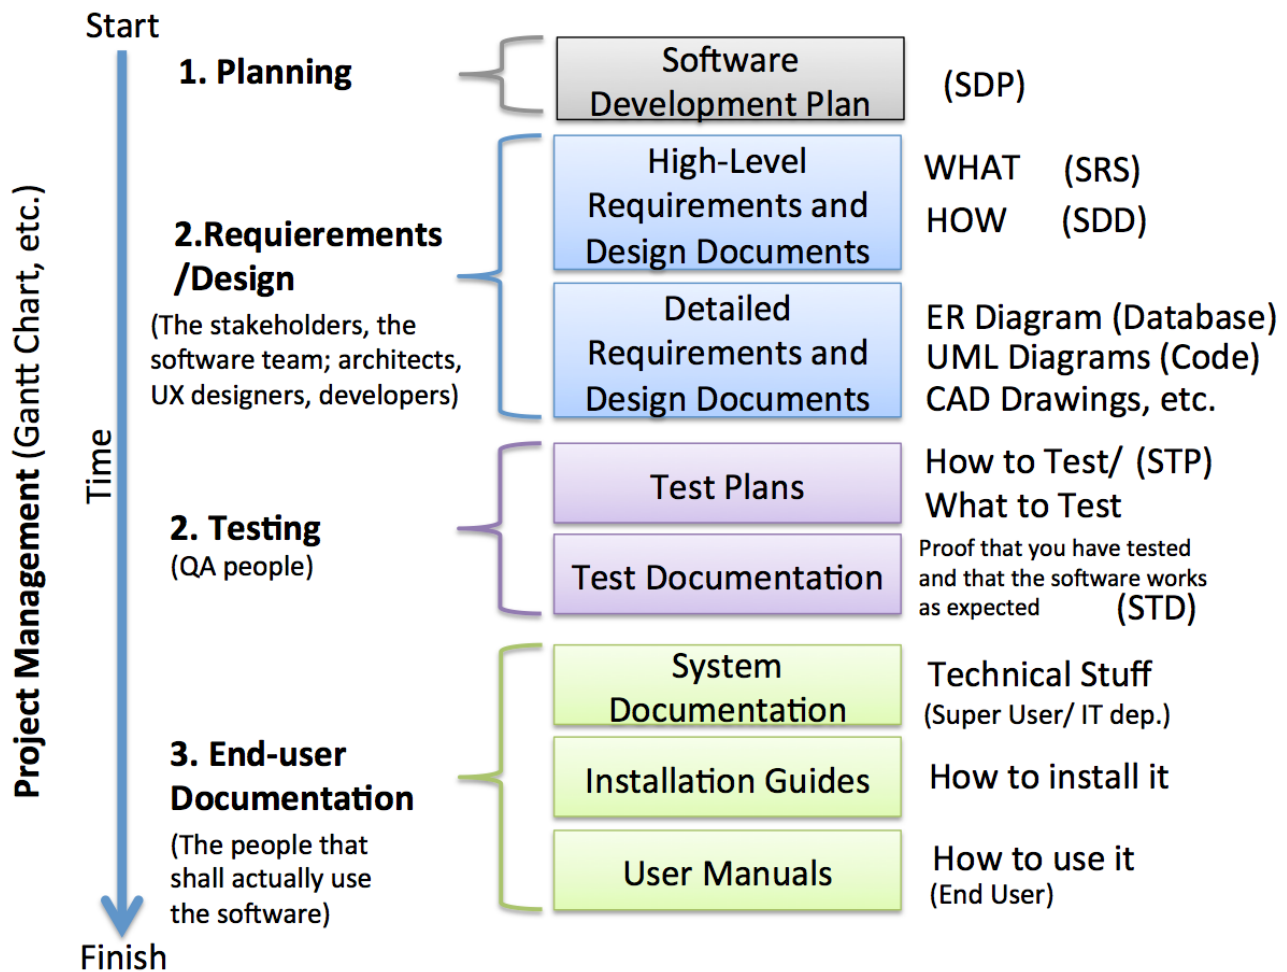 Start
1. Planning
Software
Development Plan
(SDP)
High-Level
Requirements and
Design Documents
WHAT (SRS)
HOW (SDD)
2.Requierements
/Design
(The stakeholders, the
software team; architects,
UX designers, developers)
Detailed
Requirements and
Design Documents
ER Diagram (Database)
UML Diagrams (Code)
CAD Drawings, etc.
Project Management (Gantt Chart, etc.)
Time
2. Testing
(QA people)
Test Plans
How to Test/ (STP)
What to Test
Test Documentation
Proof that you have tested
and that the software works
as expected (STD)
3. End-user
Documentation
(The people that
shall actually use
the software)
System
Documentation
Technical Stuff
(Super User/ IT dep.)
Installation Guides
How to install it
User Manuals
How to use it
(End User)
Finish